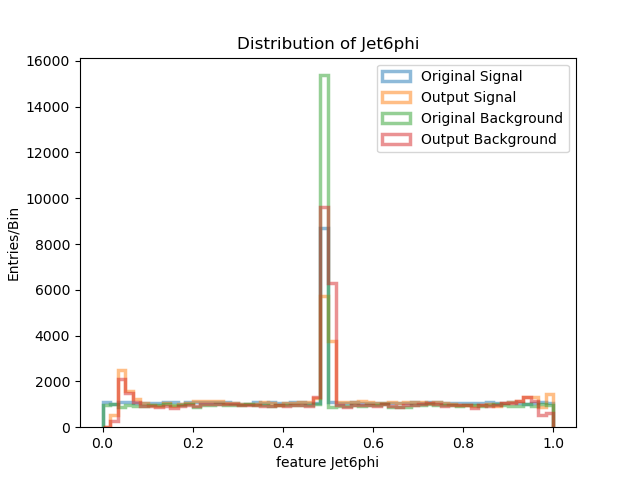 Distribution of Jet6phi
Original Signal
Output Signal
Original Background
Output Background
Entries/Bin
16000
14000
12000
10000
8000
6000
4000
2000
0
0.0 0.2 0.4 0.6 0.8 1.0
feature Jet6phi